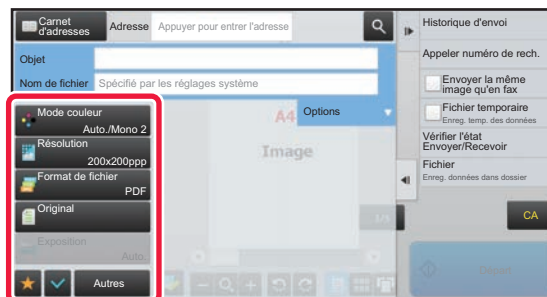 Carnet
d'adresses
Adresse
Appuyer pour entrer l'adresse
Objet
Nom de fichier
Spécifié par les réglages système
Mode couleur
Auto./Mono 2
Résolution
200x200ppp
Format de fichier
PDF
Original
Exposition
Auto.
Autres
A4
Options
Image
1/5
Historique d'envoi
Appeler numéro de rech.
Envoyer la même
image qu'en fax
Fichier temporaire
Enreg. temp. des données
Vérifier l'état
Envoyer/Recevoir
Fichier
Enreg. données dans dossier
CA
Départ